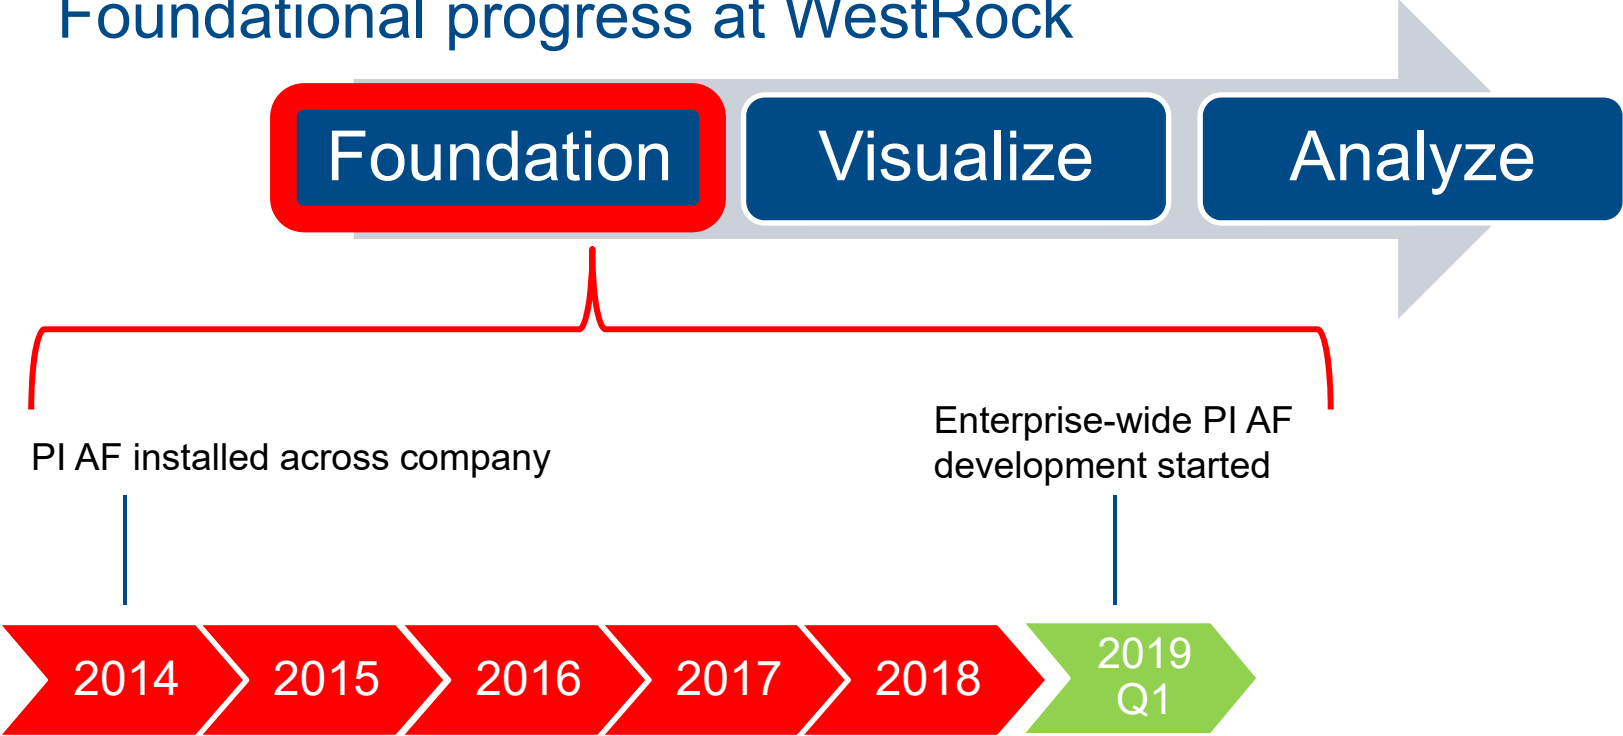 Foundational progress at WestRock
Foundation
Visualize
Analyze
PI AF installed across company
Enterprise-wide PI AF
development started
2014
2015
2016
2017
2018
2019
Q1